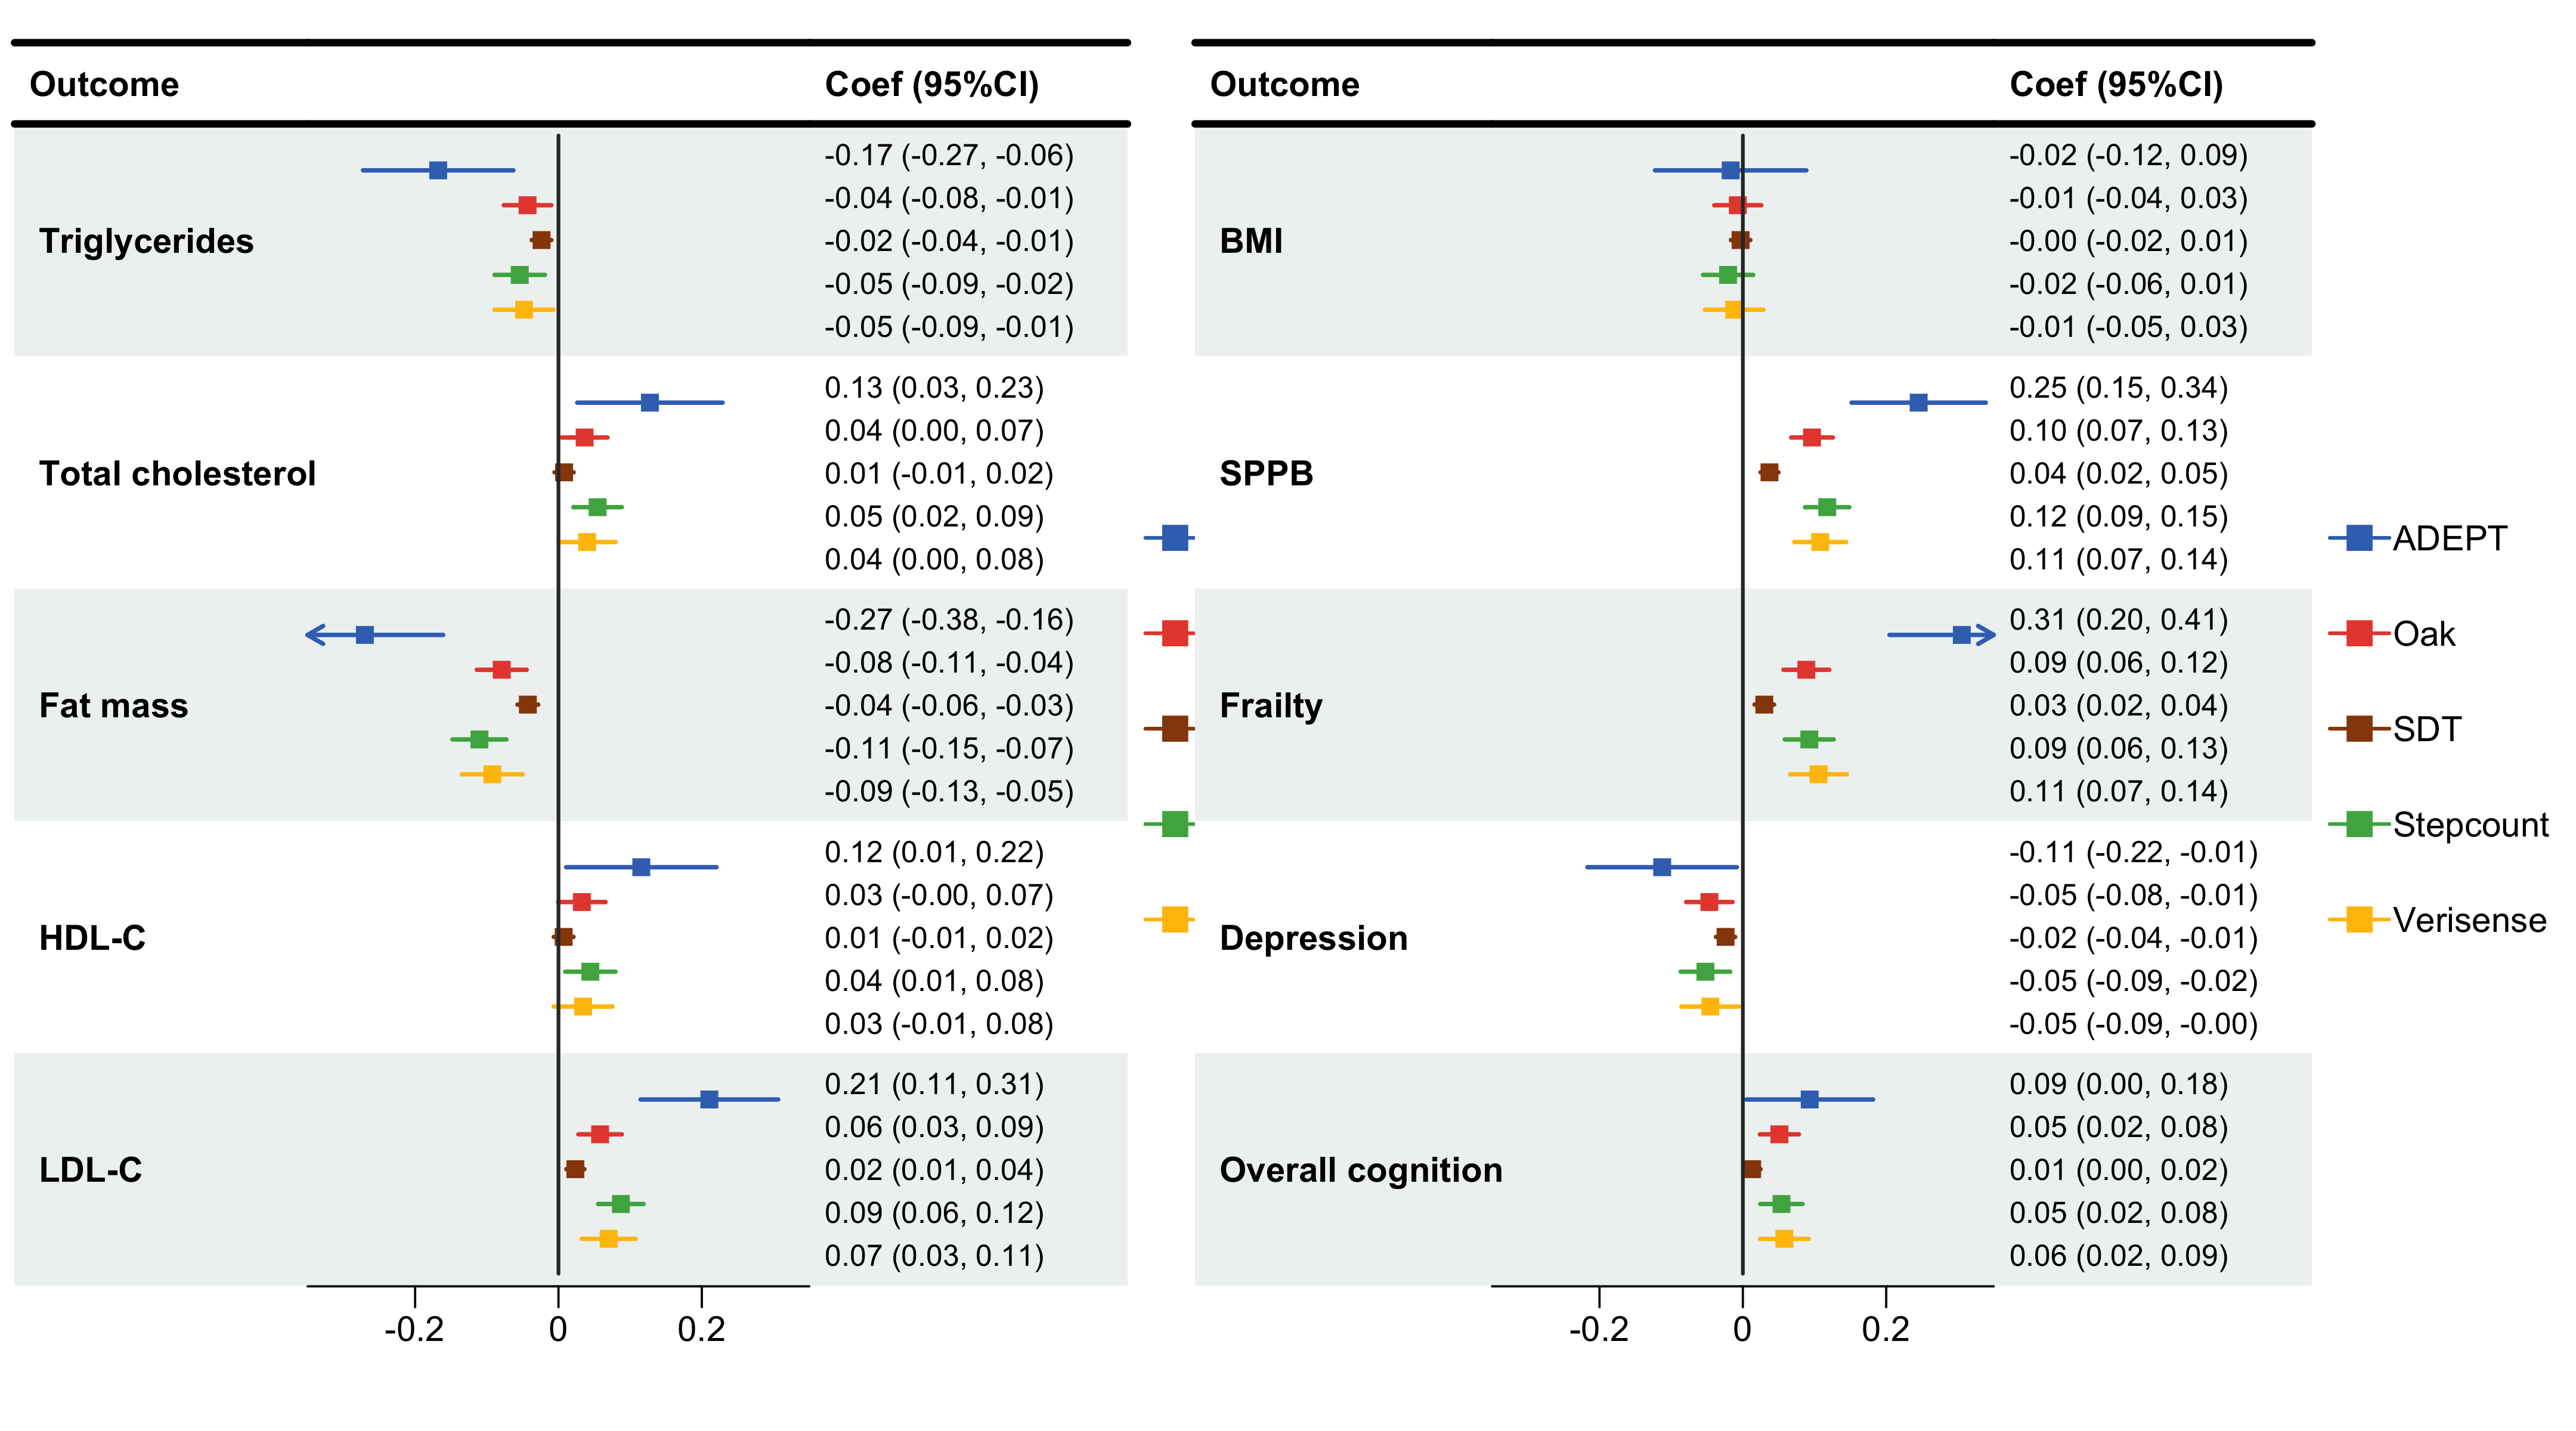 Outcome Coef (95%CI)
-0.17 (-0.27, -0.06)
-0.04 (-0.08, -0.01)
Triglycerides -0.02 (-0.04, -0.01)
-0.05 (-0.09, -0.02)
-0.05 (-0.09, -0.01)
0.13 (0.03, 0.23)
0.04 (0.00, 0.07)
Total cholesterol 0.01 (-0.01, 0.02)
0.05 (0.02, 0.09)
0.04 (0.00, 0.08)
-0.27 (-0.38, -0.16)
-0.08 (-0.11, -0.04)
Fat mass -0.04 (-0.06, -0.03)
-0.11 (-0.15, -0.07)
-0.09 (-0.13, -0.05)
0.12 (0.01, 0.22)
0.03 (-0.00, 0.07)
HDL-C 0.01 (-0.01, 0.02)
0.04 (0.01, 0.08)
0.03 (-0.01, 0.08)
0.21 (0.11, 0.31)
0.06 (0.03, 0.09)
LDL-C 0.02 (0.01, 0.04)
0.09 (0.06, 0.12)
0.07 (0.03, 0.11)
-0.2 0 0.2
Outcome Coef (95%CI)
-0.02 (-0.12, 0.09)
-0.01 (-0.04, 0.03)
BMI -0.00 (-0.02, 0.01)
-0.02 (-0.06, 0.01)
-0.01 (-0.05, 0.03)
0.25 (0.15, 0.34)
0.10 (0.07, 0.13)
SPPB 0.04 (0.02, 0.05)
0.12 (0.09, 0.15)
0.11 (0.07, 0.14)
0.31 (0.20, 0.41)
0.09 (0.06, 0.12)
Frailty 0.03 (0.02, 0.04)
0.09 (0.06, 0.13)
0.11 (0.07, 0.14)
-0.11 (-0.22, -0.01)
-0.05 (-0.08, -0.01)
Depression -0.02 (-0.04, -0.01)
-0.05 (-0.09, -0.02)
-0.05 (-0.09, -0.00)
0.09 (0.00, 0.18)
0.05 (0.02, 0.08)
Overall cognition 0.01 (0.00, 0.02)
0.05 (0.02, 0.08)
0.06 (0.02, 0.09)
-0.2 0 0.2
ADEPT
Oak
SDT
Stepcount
Verisense